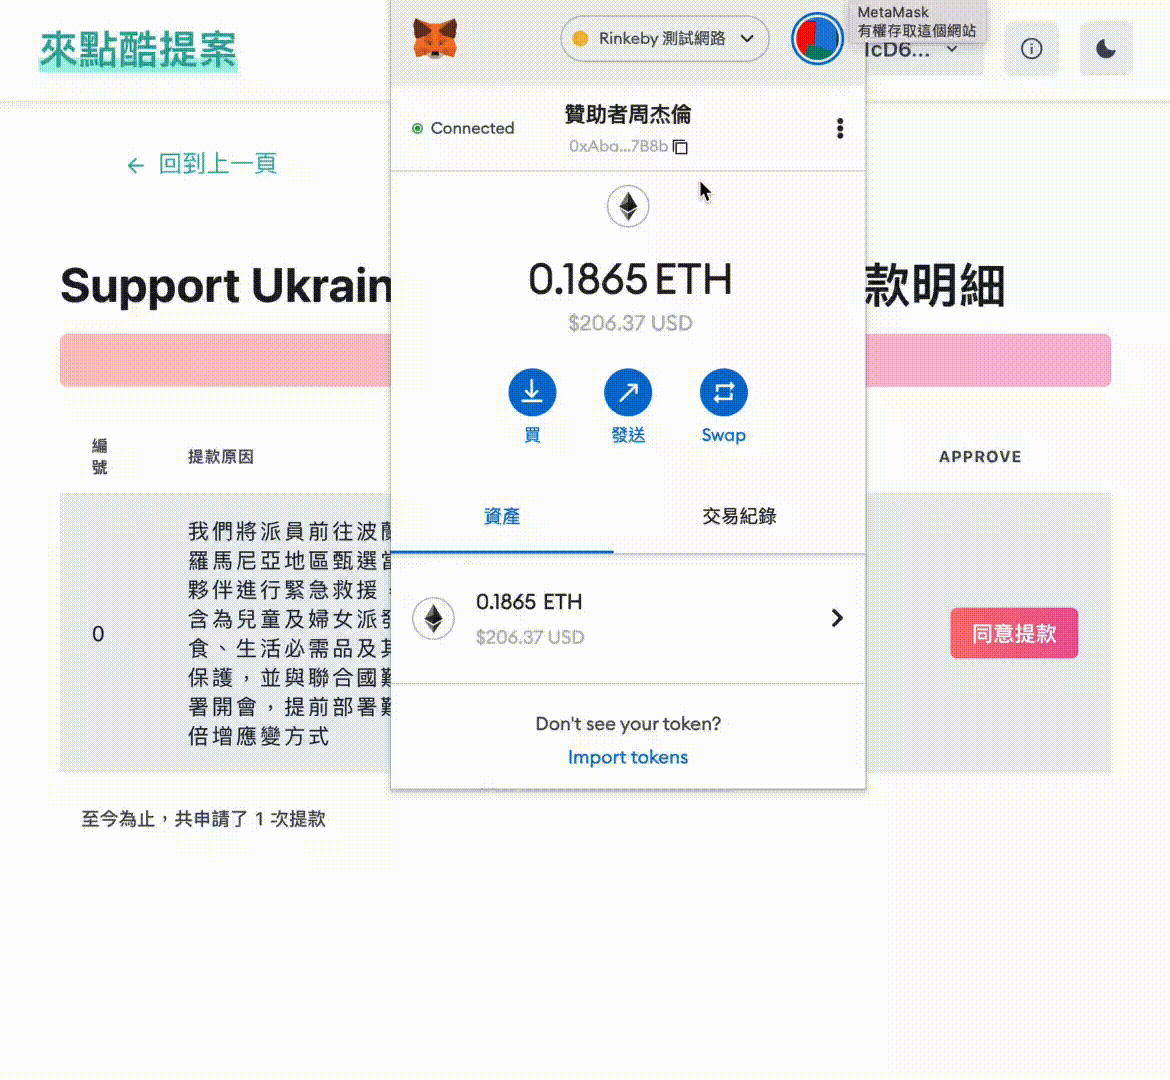 來點酷提案
Rinkeby 測試網路
MetaMask
有權存取這個網站
1cD6...
Connected
贊助者周杰倫
0xAba...7B8b
← 回到上一頁
0.1865 ETH
$206.37 USD
Support Ukrain
款明細
買
發送
Swap
編號
提款原因
APPROVE
資產
交易紀錄
0
我們將派員前往波蘭
羅馬尼亞地區甄選當
夥伴進行緊急救援,
含為兒童及婦女派發
食、生活必需品及其
保護,並與聯合國難
署開會,提前部署難
倍增應變方式
0.1865 ETH
$206.37 USD
同意提款
Don't see your token?
Import tokens
至今為止,共申請了 1 次提款